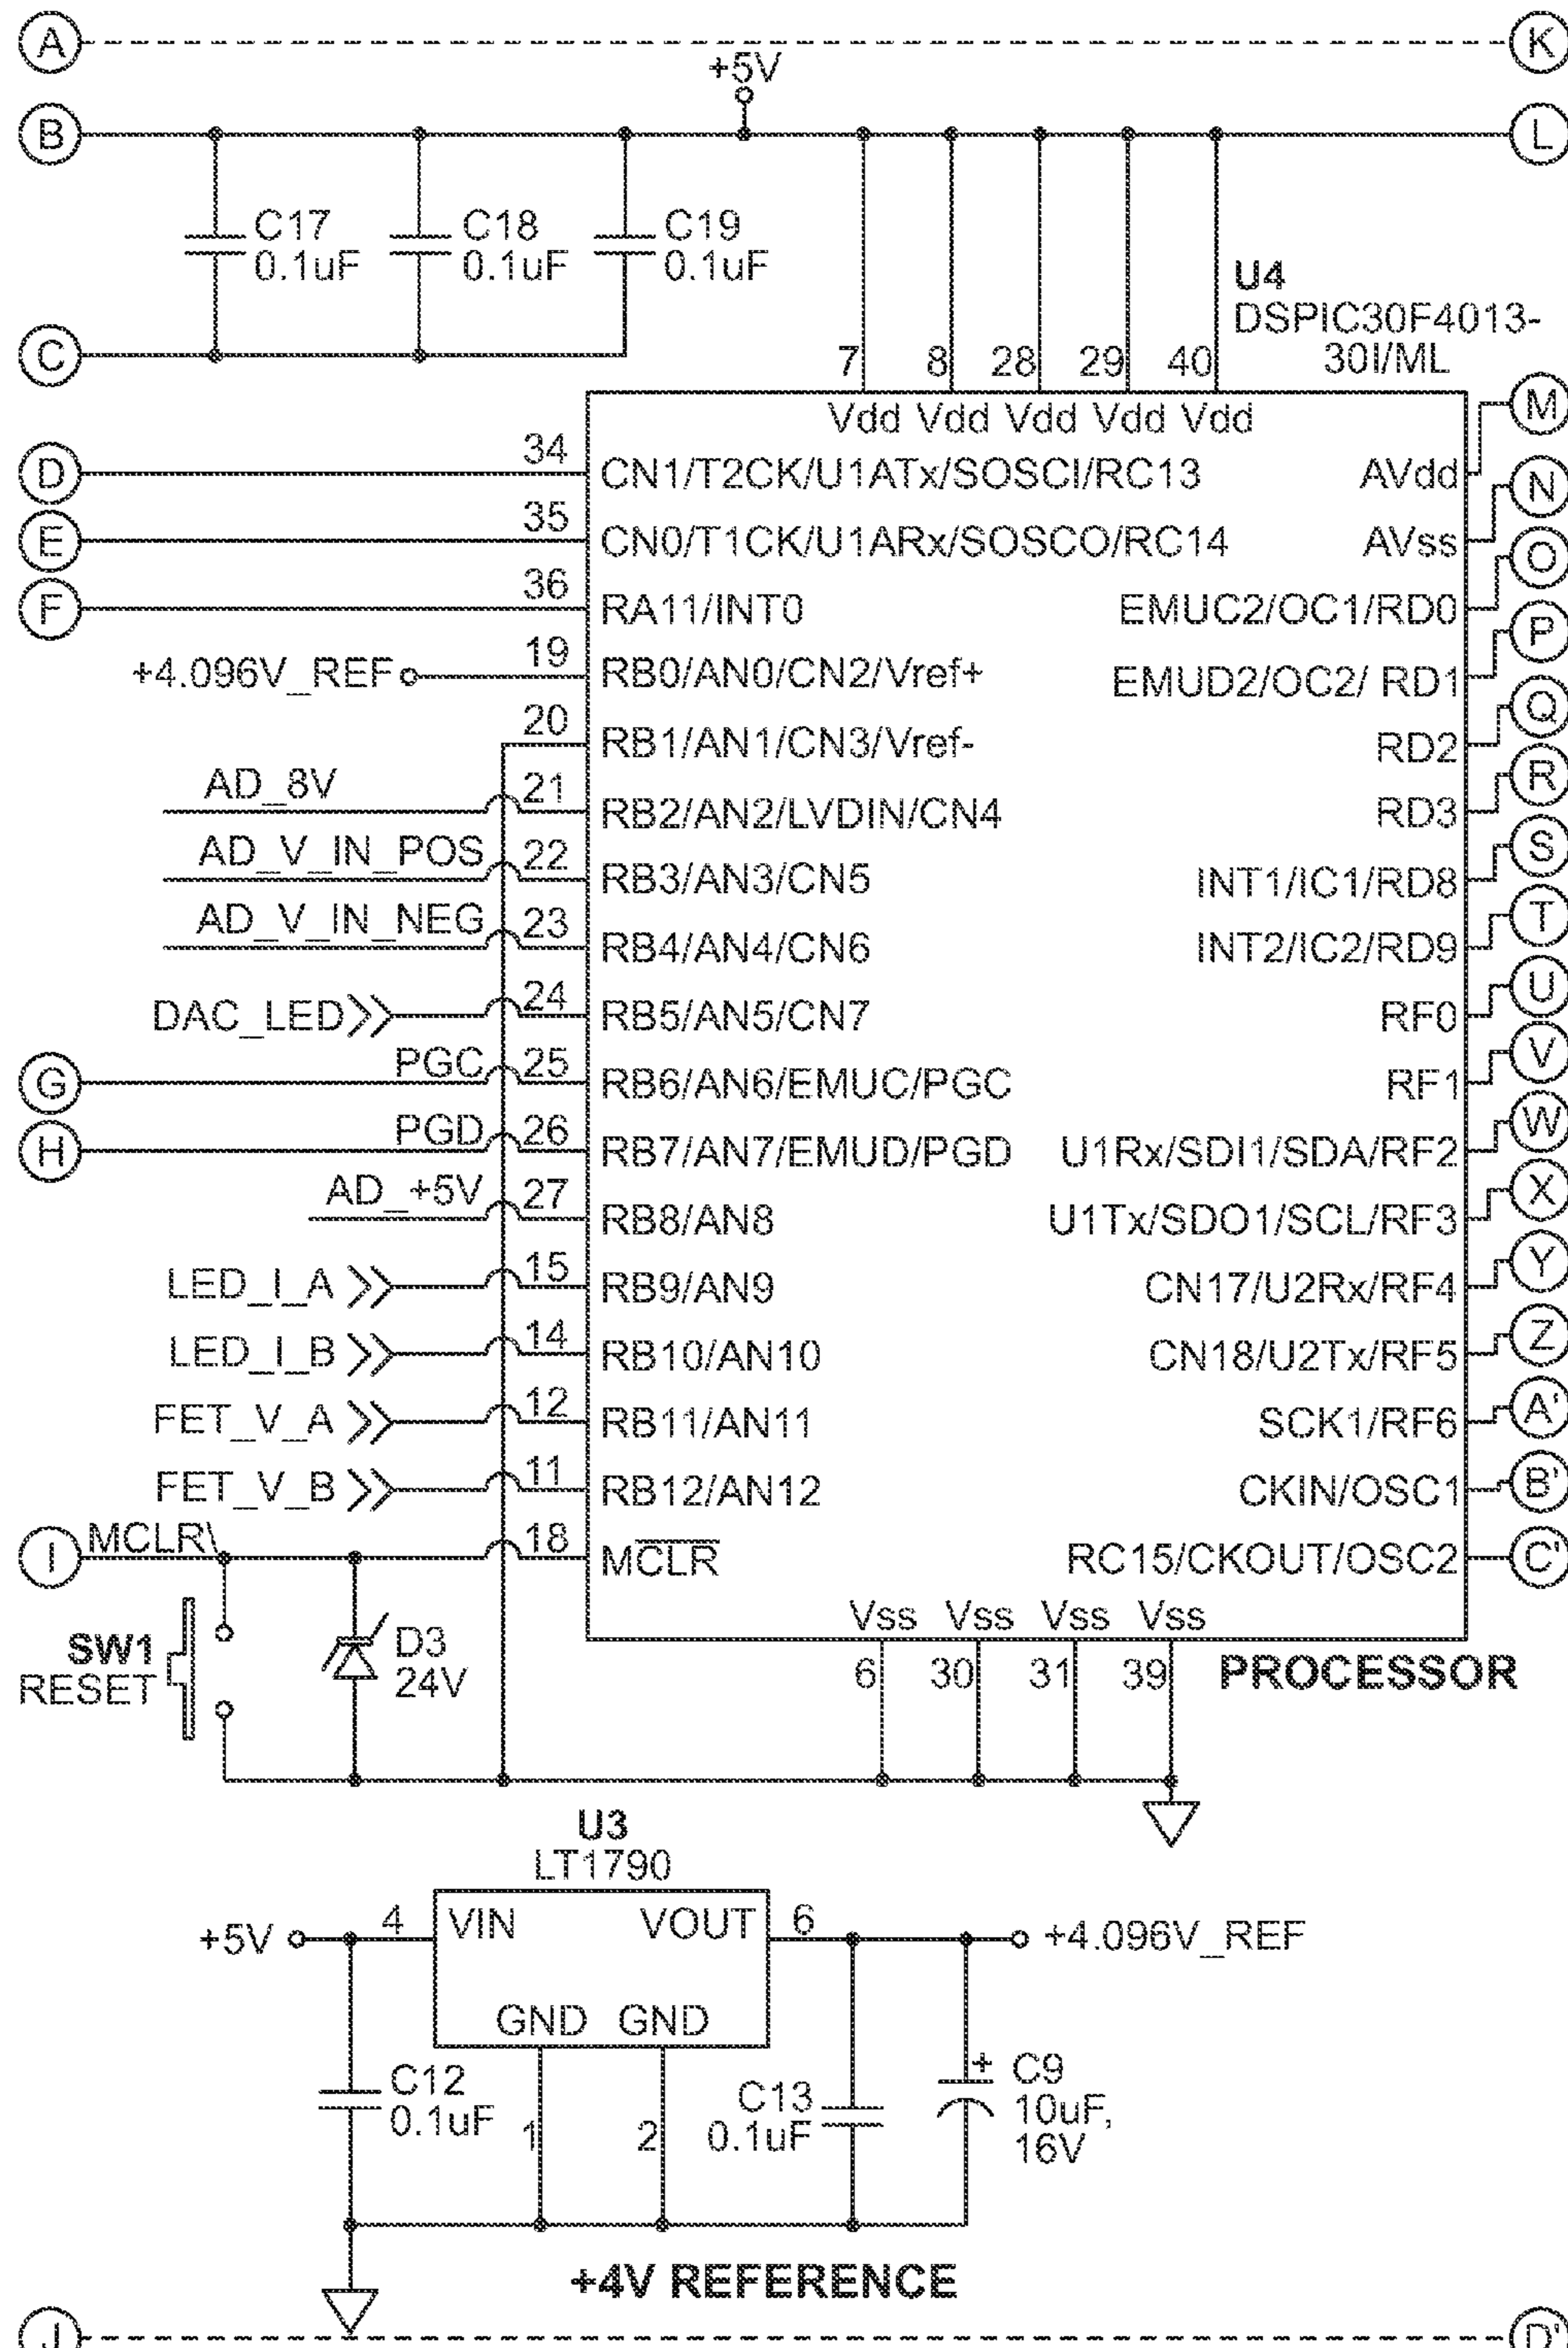 A K
+5V
B L
C17
0.1uF
C18
0.1uF
C19
0.1uF
U4
DSPIC30F4013-
30I/ML
C
7 8 28 29 40
Vdd Vdd Vdd Vdd Vdd
M
D 34 CN1/T2CK/U1ATx/SOSCI/RC13 AVdd
N
E 35 CN0/T1CK/U1ARx/SOSCO/RC14 AVss
O
F 36 RA11/INT0 EMUC2/OC1/RD0
P
+4.096V_REF 19 RB0/AN0/CN2/Vref+ EMUD2/OC2/ RD1
Q
20 RB1/AN1/CN3/Vref- RD2
R
AD_8V 21 RB2/AN2/LVDIN/CN4 RD3
S
AD_V_IN_POS 22 RB3/AN3/CN5 INT1/IC1/RD8
T
AD_V_IN_NEG 23 RB4/AN4/CN6 INT2/IC2/RD9
U
DAC_LED 24 RB5/AN5/CN7 RF0
V
G PGC 25 RB6/AN6/EMUC/PGC RF1
W
H PGD 26 RB7/AN7/EMUD/PGD U1Rx/SDI1/SDA/RF2
X
AD_+5V 27 RB8/AN8 U1Tx/SDO1/SCL/RF3
Y
LED_I_A 15 RB9/AN9 CN17/U2Rx/RF4
Z
LED_I_B 14 RB10/AN10 CN18/U2Tx/RF5
A'
FET_V_A 12 RB11/AN11 SCK1/RF6
B'
FET_V_B 11 RB12/AN12 CKIN/OSC1
I MCLR\ 18 MCLR RC15/CKOUT/OSC2 C'
Vss Vss Vss Vss
SW1
RESET
D3
24V
6 30 31 39
PROCESSOR
U3
LT1790
+5V 4 VIN VOUT 6 +4.096V_REF
GND GND
C12
0.1uF
1 2
C13
0.1uF
+ C9
10uF,
16V
+4V REFERENCE
J D'